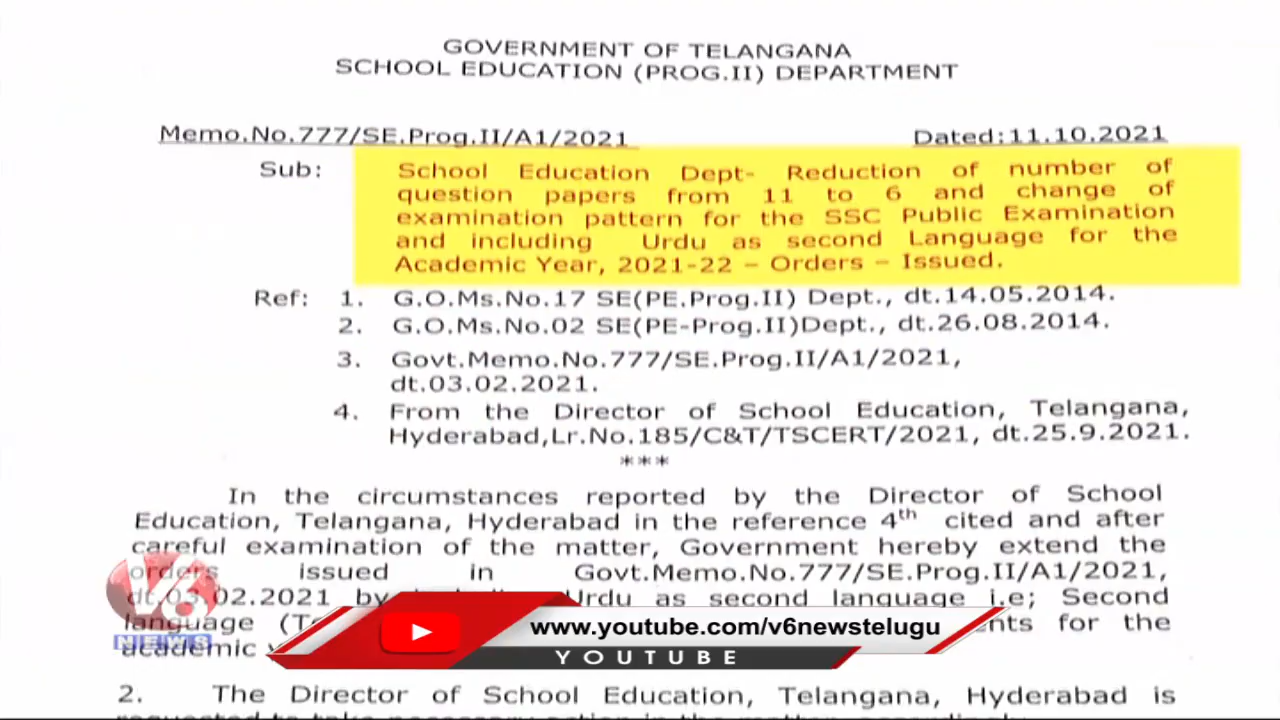 GOVERNMENT OF TELANGANA
SCHOOL EDUCATION (PROG.II) DEPARTMENT
Memo.No.777/SE.Prog.II/A1/2021 Dated:11.10.2021
Sub: School Education Dept- Reduction of number of
question papers from 11 to 6 and change of
examination pattern for the SSC Public Examination
and including Urdu as second Language for the
Academic Year, 2021-22 – Orders – Issued.
Ref: 1. G.O.Ms.No.17 SE(PE.Prog.II) Dept., dt.14.05.2014.
2. G.O.Ms.No.02 SE(PE-Prog.II)Dept., dt.26.08.2014.
3. Govt.Memo.No.777/SE.Prog.II/A1/2021,
dt.03.02.2021.
4. From the Director of School Education, Telangana,
Hyderabad,Lr.No.185/C&T/TSCERT/2021, dt.25.9.2021.
***
In the circumstances reported by the Director of School
Education, Telangana, Hyderabad in the reference 4th cited and after
careful examination of the matter, Government hereby extend the
orders issued in Govt.Memo.No.777/SE.Prog.II/A1/2021,
dt.03.02.2021 by Urdu as second language i.e; Second
language for the
academic
2. The Director of School Education, Telangana, Hyderabad is
V6
NEWS
www.youtube.com/v6newstelugu
YOUTUBE